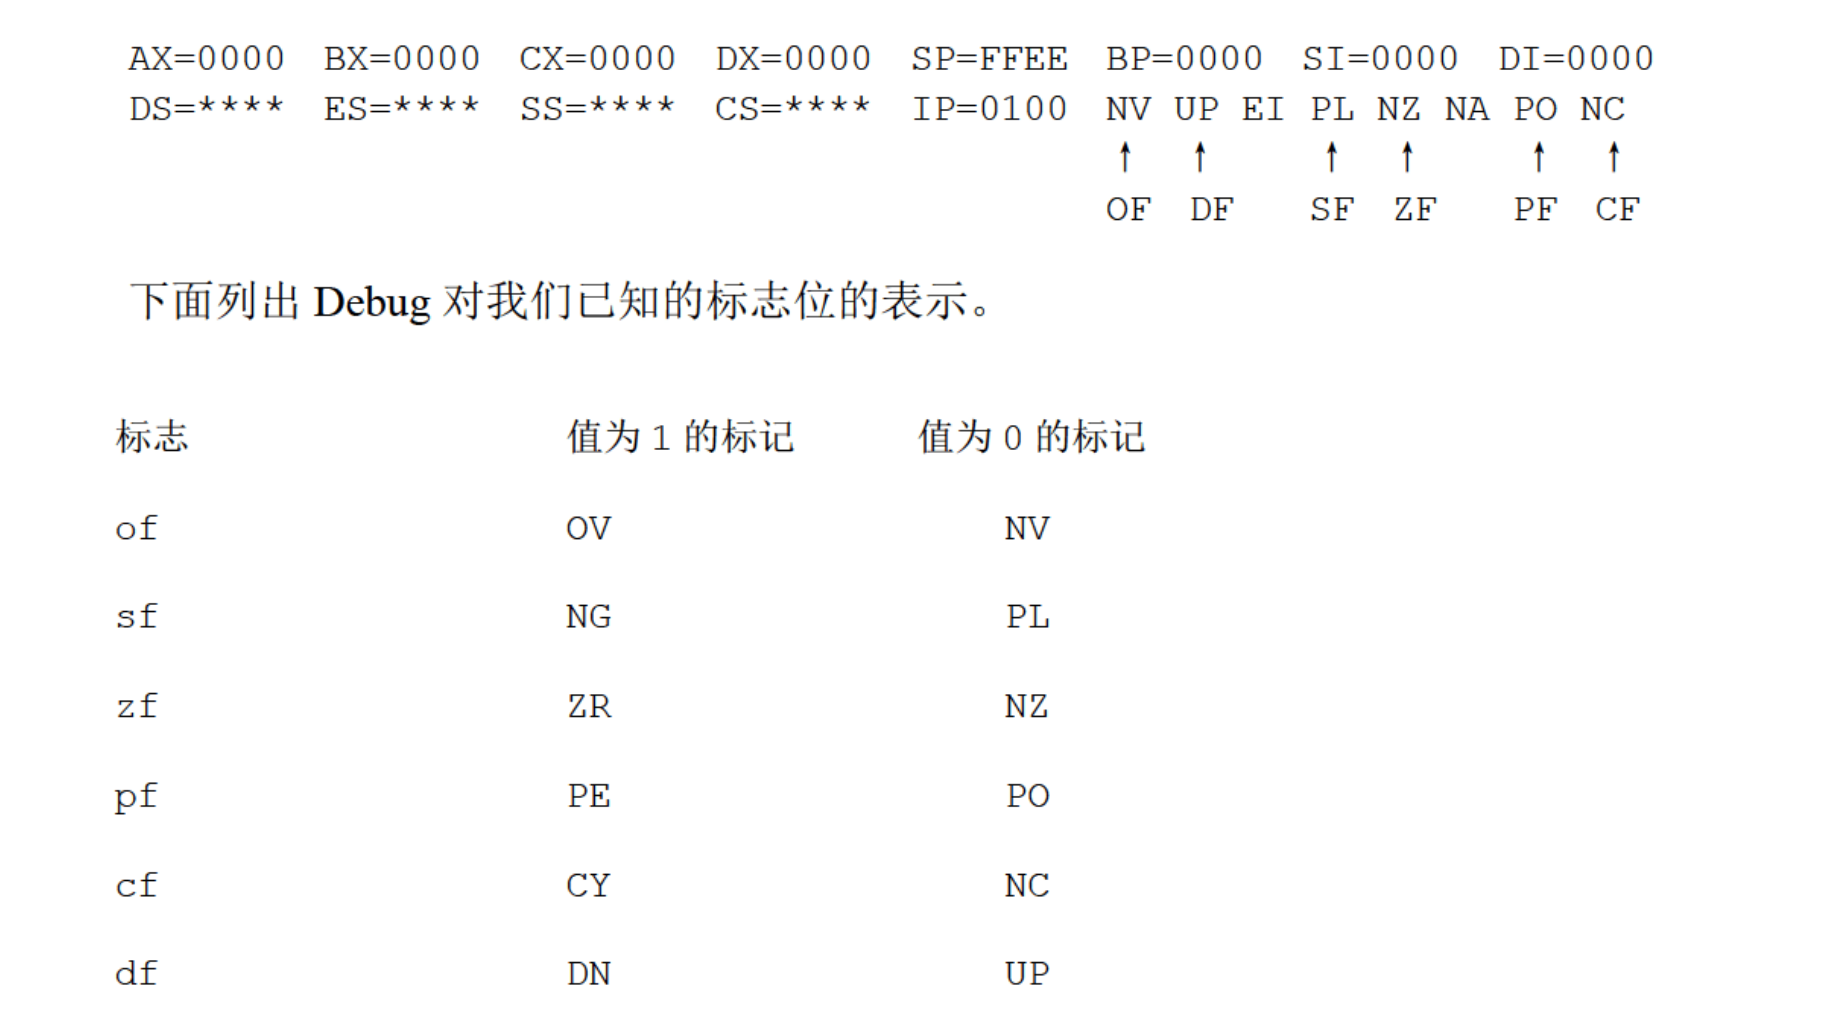 AX=0000 BX=0000 CX=0000 DX=0000 SP=FFEE BP=0000 SI=0000 DI=0000
DS=**** ES=**** SS=**** CS=**** IP=0100 NV UP EI PL NZ NA PO NC
↑ ↑ ↑ ↑ ↑ ↑
OF DF SF ZF PF CF
下面列出 Debug 对我们已知的标志位的表示。
标志 值为 1 的标记 值为 0 的标记
of OV NV
sf NG PL
zf ZR NZ
pf PE PO
cf CY NC
df DN UP